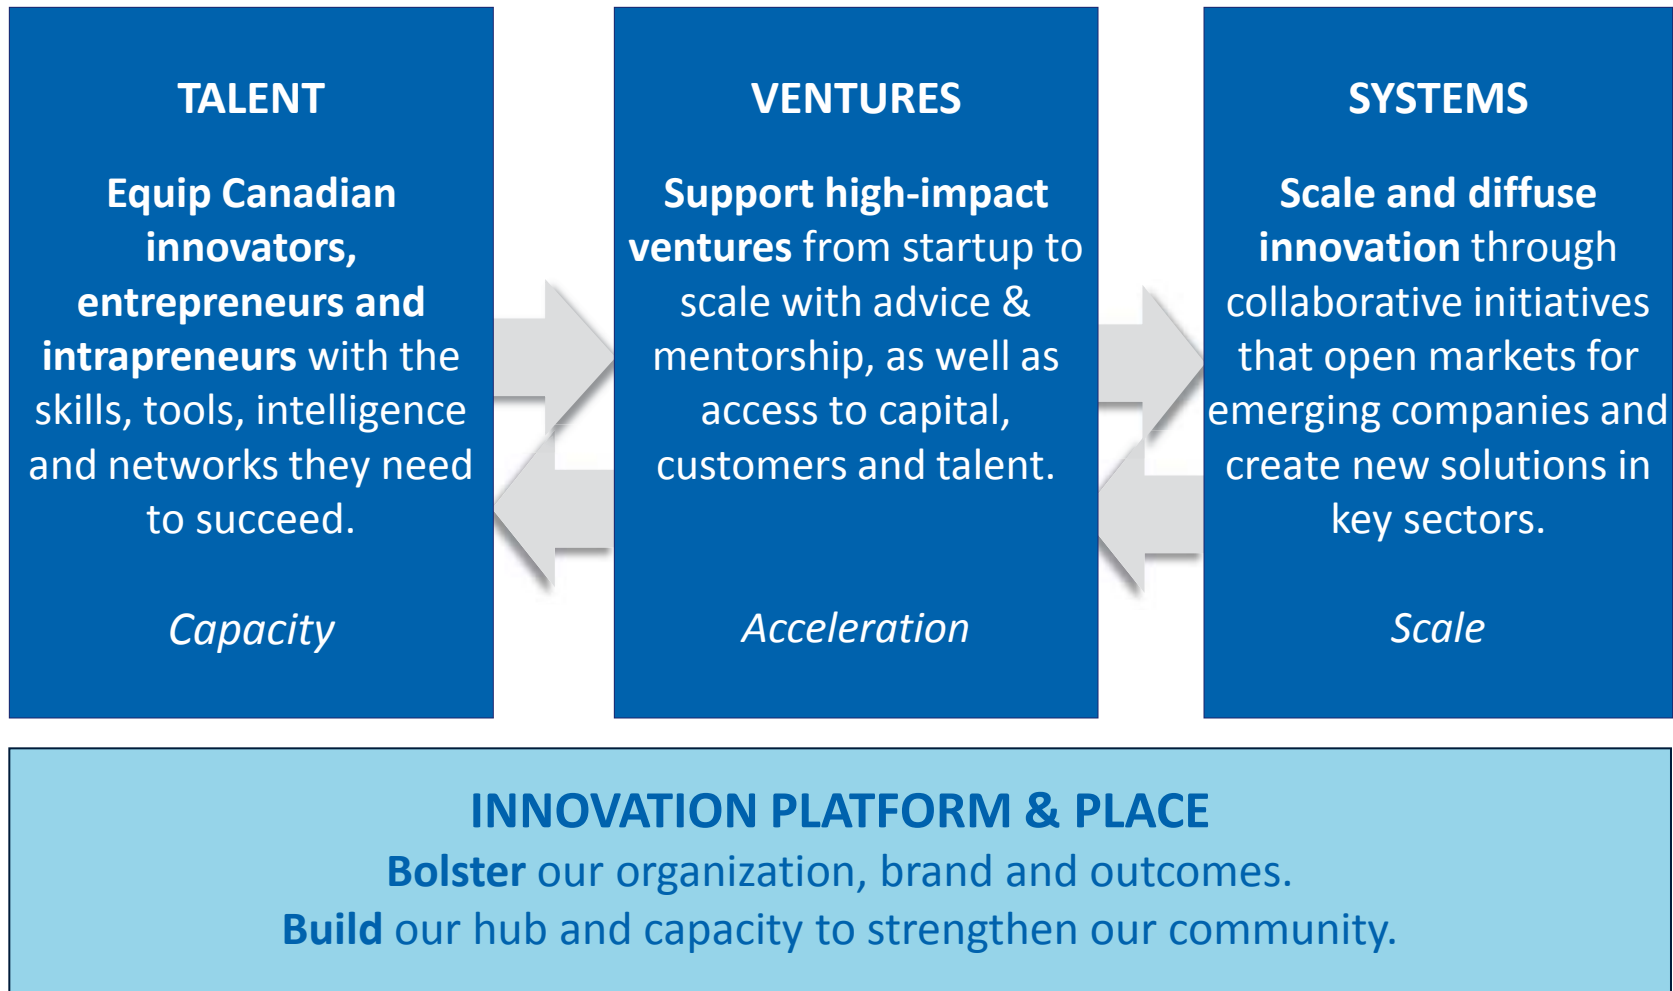 TALENT
Equip Canadian
innovators,
entrepreneurs and
intrapreneurs with the
skills, tools, intelligence
and networks they need
to succeed.
Capacity
VENTURES
Support high-impact
ventures from startup to
scale with advice &
mentorship, as well as
access to capital,
customers and talent.
Acceleration
SYSTEMS
Scale and diffuse
innovation through
collaborative initiatives
that open markets for
emerging companies and
create new solutions in
key sectors.
Scale
INNOVATION PLATFORM & PLACE
Bolster our organization, brand and outcomes.
Build our hub and capacity to strengthen our community.